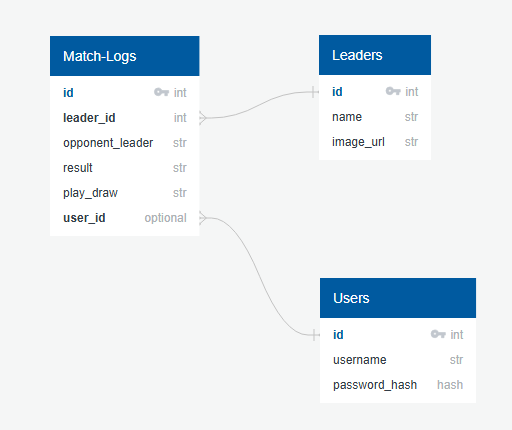 Match-Logs
id int
leader_id int
opponent_leader str
result str
play_draw str
user_id optional
Leaders
id int
name str
image_url str
Users
id int
username str
password_hash hash